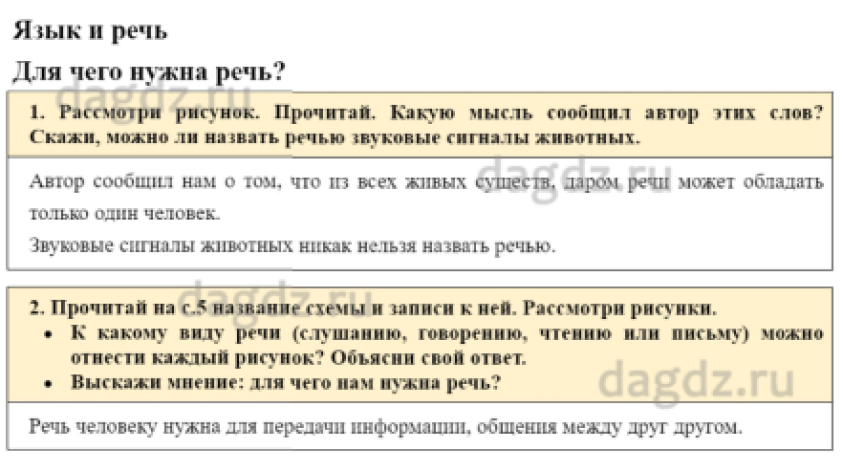 Язык и речь
Для чего нужна речь?
1. Рассмотри рисунок. Прочитай. Какую мысль сообщил автор этих слов?
Скажи, можно ли назвать речью звуковые сигналы животных.
Автор сообщил нам о том, что из всех живых существ, даром речи может обладать
только один человек.
Звуковые сигналы животных никак нельзя назвать речью.
2. Прочитай на с.5 название схемы и записи к ней. Рассмотри рисунки.
• К какому виду речи (слушанию, говорению, чтению или письму) можно
отнести каждый рисунок? Объясни свой ответ.
• Выскажи мнение: для чего нам нужна речь?
Речь человеку нужна для передачи информации, общения между друг другом.
dagdz.ru
dagdz.ru
dagdz.ru
dagdz.ru